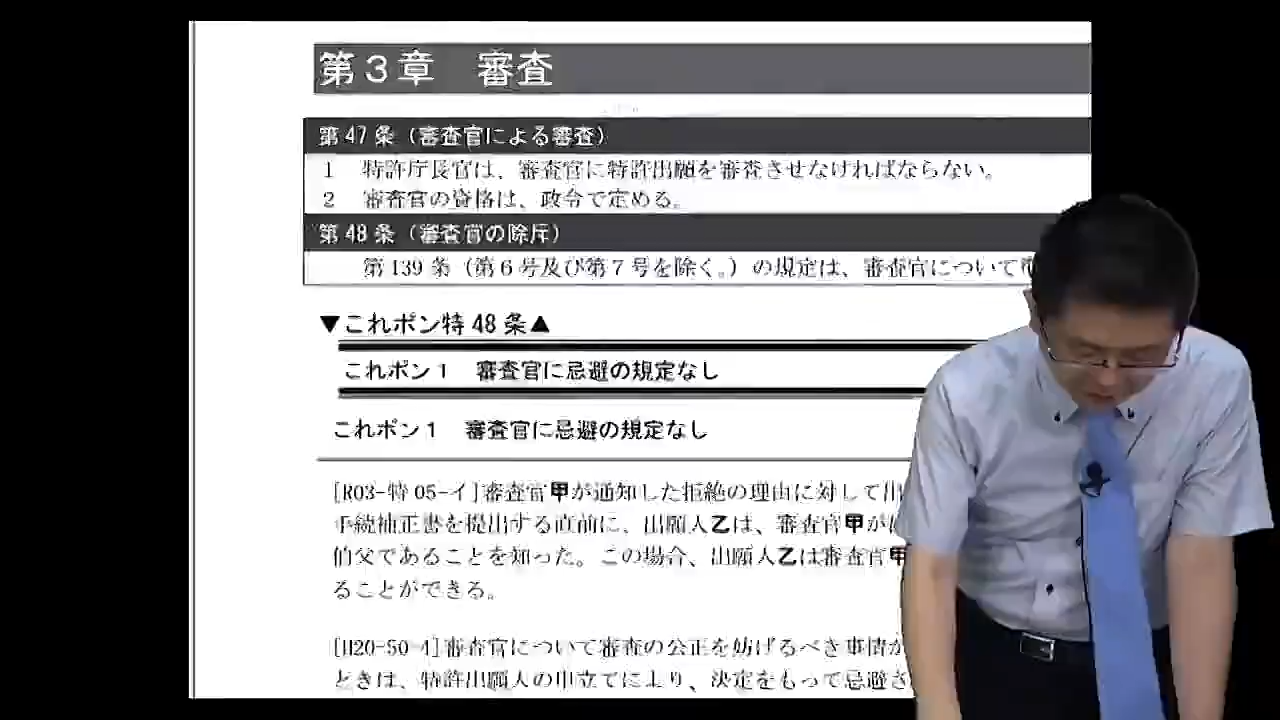 第３章　審査
第 47 条（審査官による審査）
1　特許庁長官は、審査官に特許出願を審査させなければならない。
2　審査官の資格は、政令で定める。
第 48 条（審査官の除斥）
第 139 条（第６号及び第７号を除く。）の規定は、審査官について
▼これポン特 48 条▲
これポン１　審査官に忌避の規定なし
これポン１　審査官に忌避の規定なし
[R03-特 05-イ]審査官甲が通知した拒絶の理由に対して
手続補正書を提出する直前に、出願人乙は、審査官甲が
伯父であることを知った。この場合、出願人乙は審査官甲
ることができる。
[H20-50-4]審査官について審査の公正を妨げるべき事情が
ときは、特許出願人の申立てにより、決定をもって忌避さ